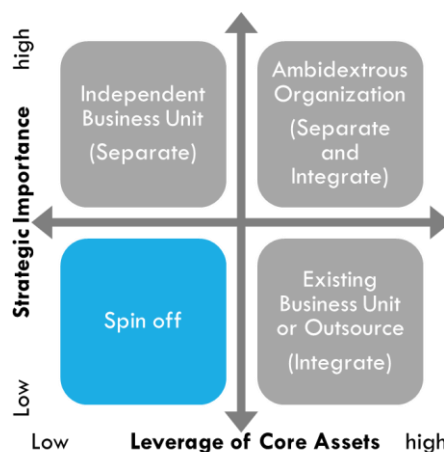 high
Strategic Importance
Low
Independent
Business Unit
(Separate)
Ambidextrous
Organization
(Separate
and
Integrate)
Spin off
Existing
Business Unit
or Outsource
(Integrate)
Low
Leverage of Core Assets
high